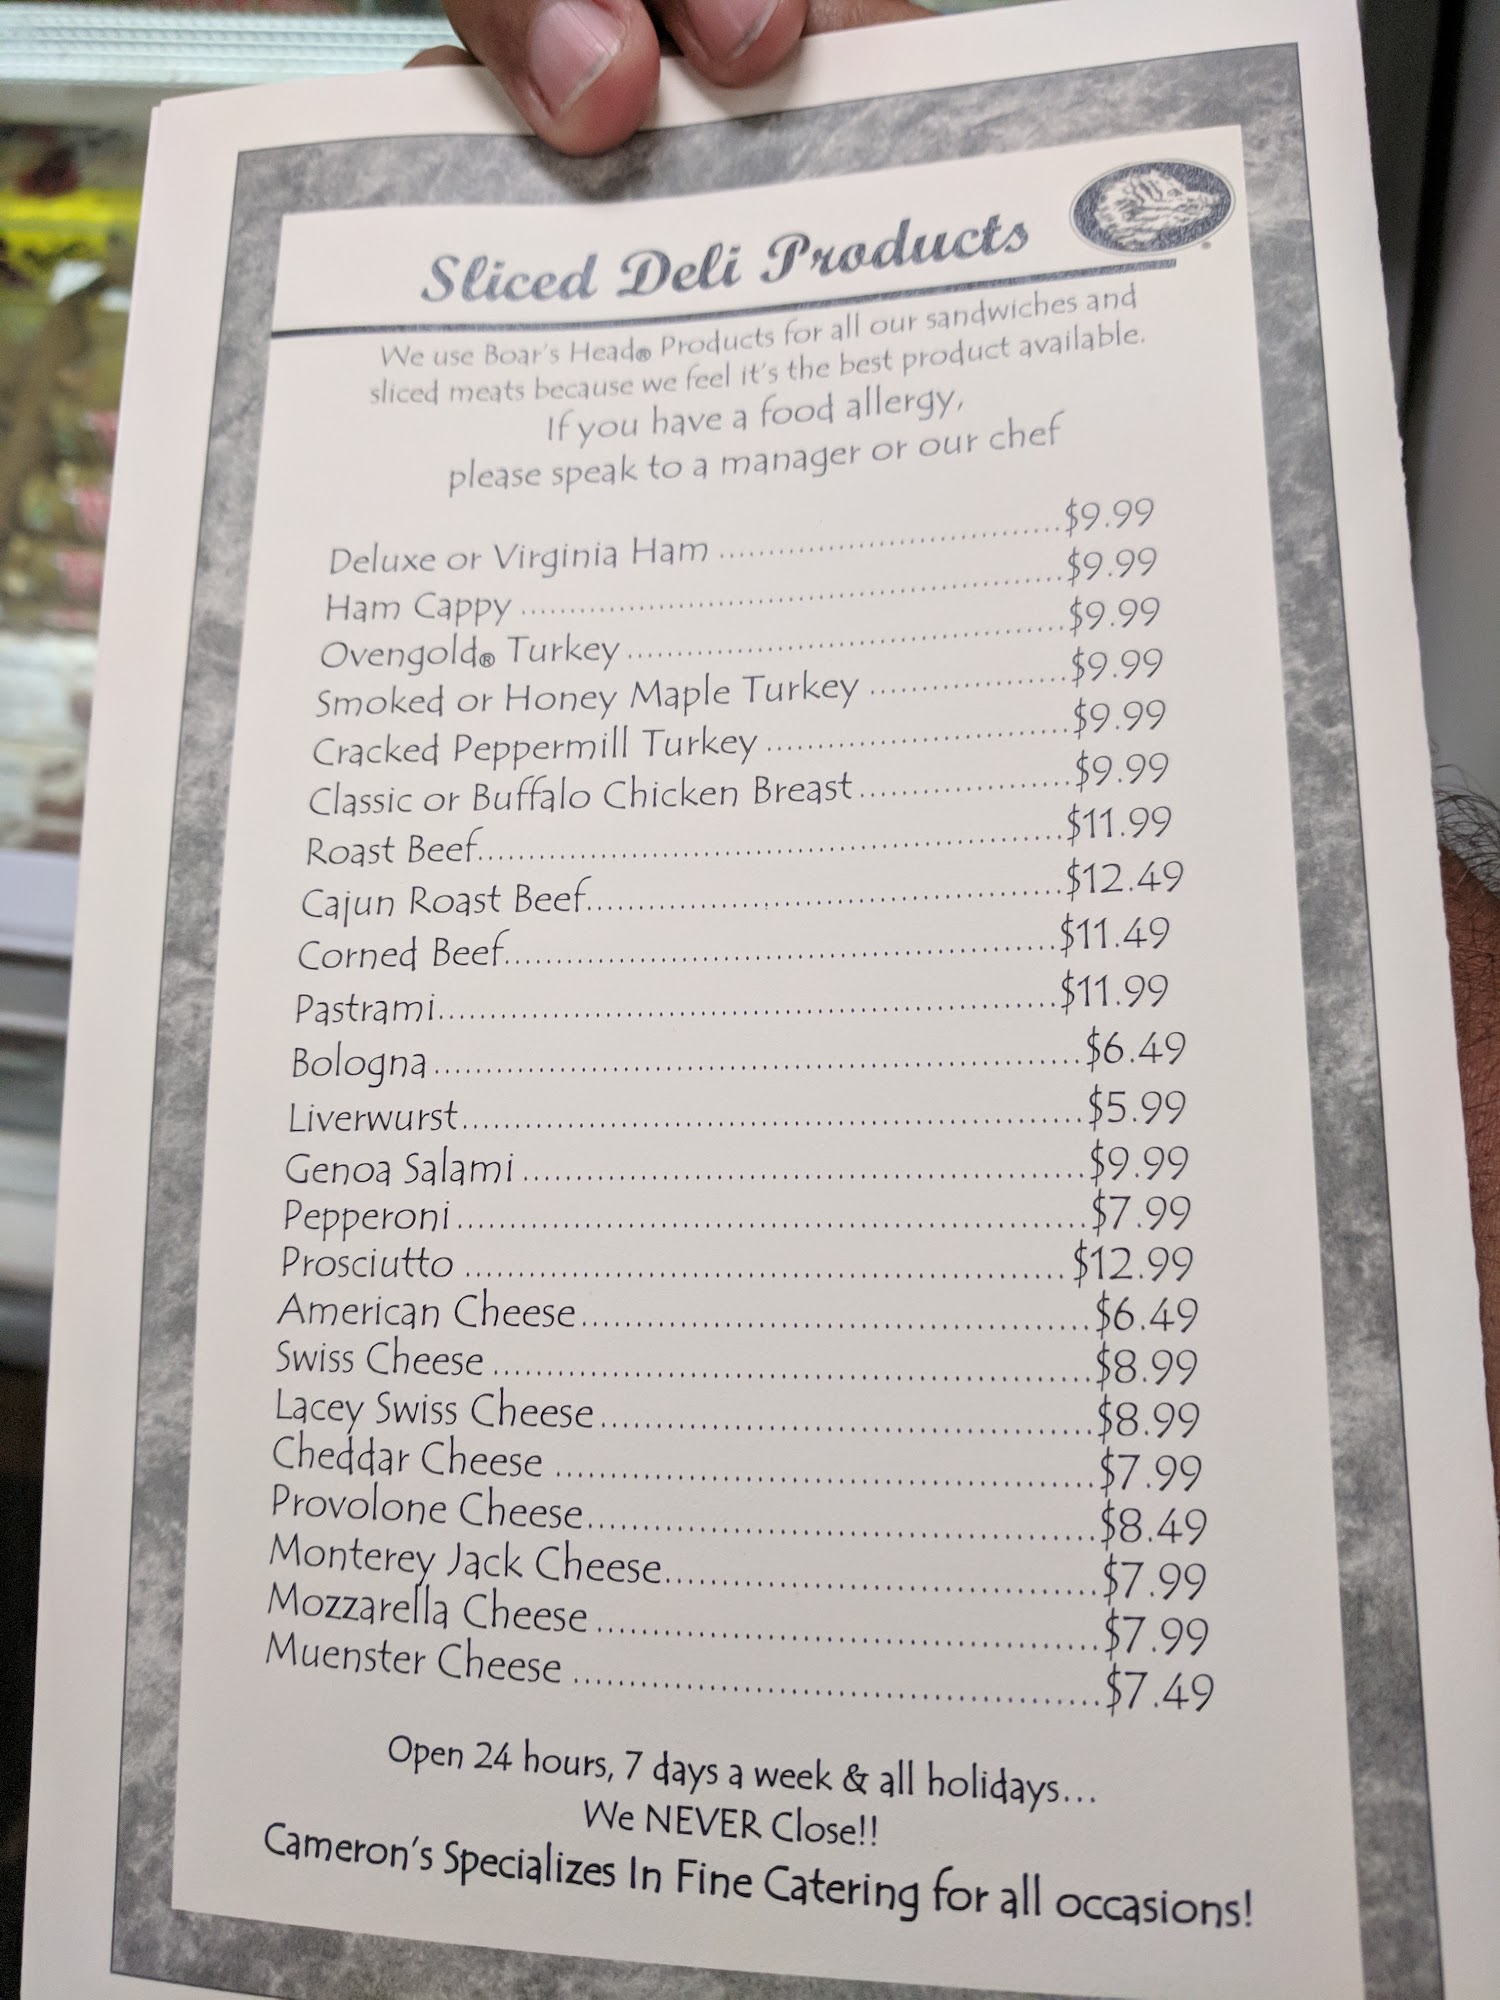 Sliced Deli Products
We use Boar's Head® Products for all our sandwiches and
sliced meats because we feel it's the best product available.
If you have a food allergy,
please speak to a manager or our chef
Deluxe or Virginia Ham ................................ $9.99
Ham Cappy ................................ $9.99
Ovengold® Turkey ................................ $9.99
Smoked or Honey Maple Turkey ................................ $9.99
Cracked Peppermill Turkey ................................ $9.99
Classic or Buffalo Chicken Breast ................................ $9.99
Roast Beef ................................ $11.99
Cajun Roast Beef ................................ $12.49
Corned Beef ................................ $11.49
Pastrami ................................ $11.99
Bologna ................................ $6.49
Liverwurst ................................ $5.99
Genoa Salami ................................ $9.99
Pepperoni ................................ $7.99
Prosciutto ................................ $12.99
American Cheese ................................ $6.49
Swiss Cheese ................................ $8.99
Lacey Swiss Cheese ................................ $8.99
Cheddar Cheese ................................ $7.99
Provolone Cheese ................................ $8.49
Monterey Jack Cheese ................................ $7.99
Mozzarella Cheese ................................ $7.99
Muenster Cheese ................................ $7.49
Open 24 hours, 7 days a week & all holidays...
We NEVER Close!!
Cameron's Specializes In Fine Catering for all occasions!